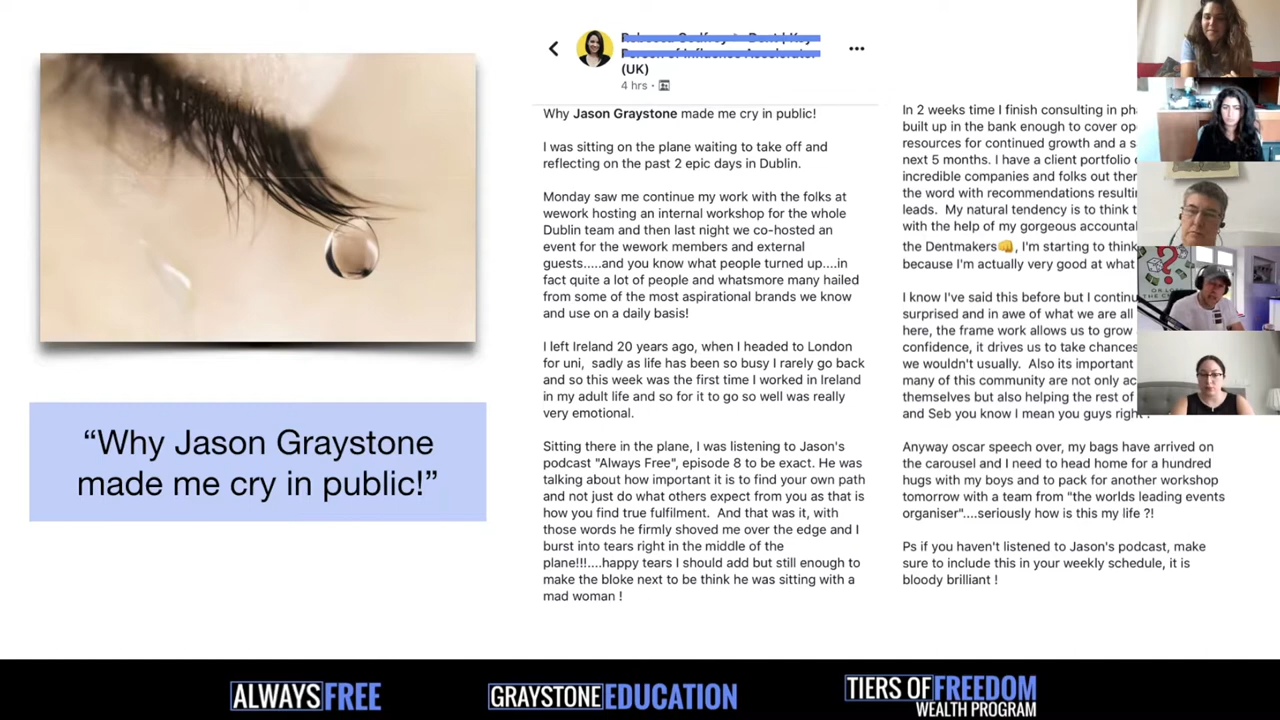 “Why Jason Graystone
made me cry in public!”
(UK)
4 hrs
Why Jason Graystone made me cry in public!
I was sitting on the plane waiting to take off and
reflecting on the past 2 epic days in Dublin.
Monday saw me continue my work with the folks at
wework hosting an internal workshop for the whole
Dublin team and then last night we co-hosted an
event for the wework members and external
guests.....and you know what people turned up....in
fact quite a lot of people and whatsmore many hailed
from some of the most aspirational brands we know
and use on a daily basis!
I left Ireland 20 years ago, when I headed to London
for uni, sadly as life has been so busy I rarely go back
and so this week was the first time I worked in Ireland
in my adult life and so for it to go so well was really
very emotional.
Sitting there in the plane, I was listening to Jason's
podcast "Always Free", episode 8 to be exact. He was
talking about how important it is to find your own path
and not just do what others expect from you as that is
how you find true fulfilment. And that was it, with
those words he firmly shoved me over the edge and I
burst into tears right in the middle of the
plane!!!....happy tears I should add but still enough to
make the bloke next to be think he was sitting with a
mad woman !
In 2 weeks time I finish consulting in
built up in the bank enough to cover
resources for continued growth and a
next 5 months. I have a client portfolio
incredible companies and folks out
the word with recommendations
leads. My natural tendency is to think
with the help of my gorgeous
the Dentmakers👊, I'm starting to think
because I'm actually very good at what
I know I've said this before but I
surprised and in awe of what we are all
here, the frame work allows us to grow
confidence, it drives us to take chances
we wouldn't usually. Also its important
many of this community are not only
themselves but also helping the rest of
and Seb you know I mean you guys right
Anyway oscar speech over, my bags have arrived on
the carousel and I need to head home for a hundred
hugs with my boys and to pack for another workshop
tomorrow with a team from "the worlds leading events
organiser"....seriously how is this my life ?!
Ps if you haven't listened to Jason's podcast, make
sure to include this in your weekly schedule, it is
bloody brilliant !
ALWAYSFREE
GRAYSTONEEDUCATION
TIERS OF FREEDOM
WEALTH PROGRAM